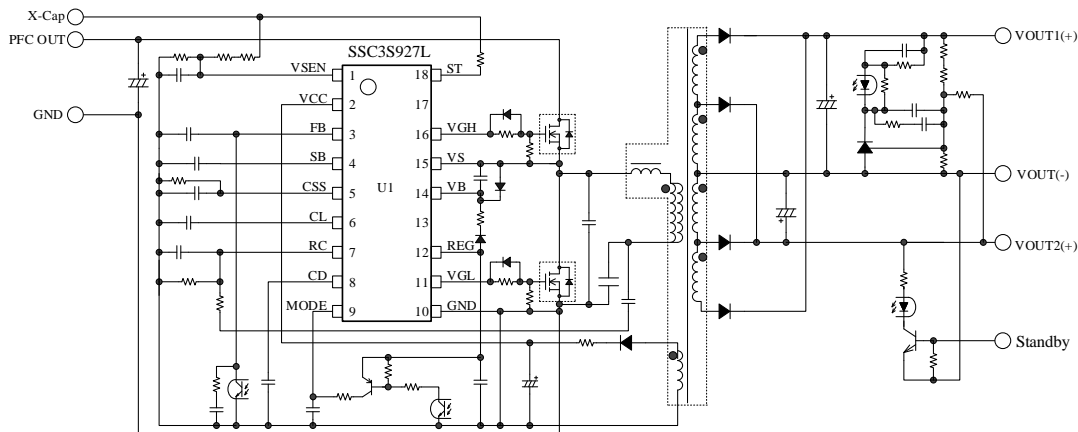 X-Cap
PFC OUT
GND
SSC3S927L
VSEN 1
VCC 2
FB 3
SB 4
CSS 5
CL 6
RC 7
CD 8
MODE 9
U1
18 ST
17
16 VGH
15 VS
14 VB
13
12 REG
11 VGL
10 GND
VOUT1(+)
VOUT(-)
VOUT2(+)
Standby